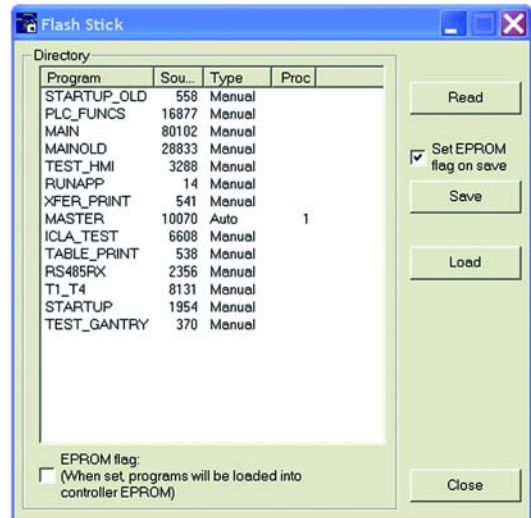 Flash Stick
Directory
Program Sou... Type Proc
STARTUP_OLD 558 Manual
PLC_FUNCS 16877 Manual
MAIN 80102 Manual
MAINOLD 28833 Manual
TEST_HMI 3288 Manual
RUNAPP 14 Manual
XFER_PRINT 541 Manual
MASTER 10070 Auto 1
ICLA_TEST 6608 Manual
TABLE_PRINT 538 Manual
RS485RX 2356 Manual
T1_T4 8131 Manual
STARTUP 1954 Manual
TEST_GANTRY 370 Manual
EPROM flag:
(When set, programs will be loaded into
controller EPROM)
Read
Set EPROM
flag on save
Save
Load
Close